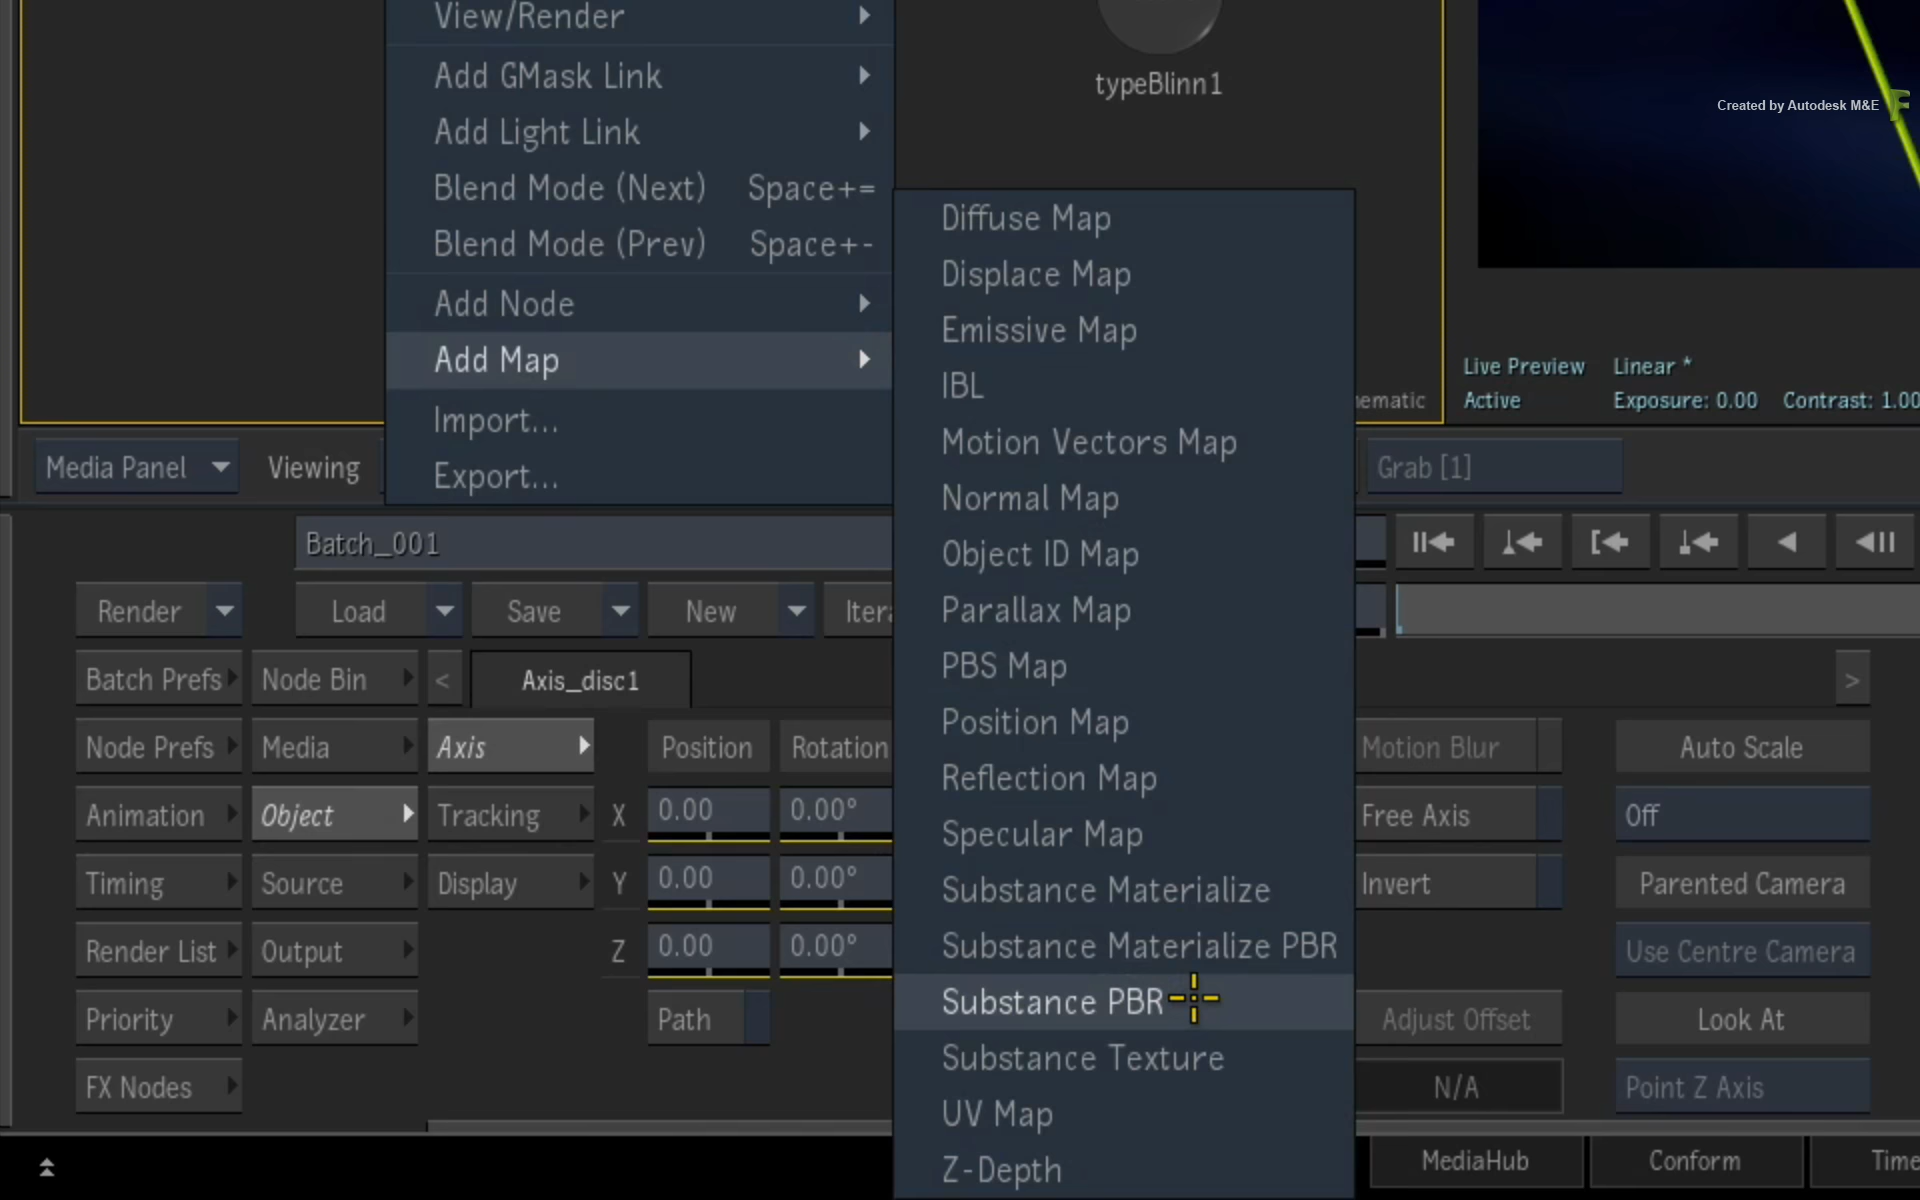 View/Render
Add GMask Link
Add Light Link
Blend Mode (Next) Space+=
Blend Mode (Prev) Space+-
Add Node
Add Map
Import...
Export...
typeBlinn1
Created by Autodesk M&E
Diffuse Map
Displace Map
Emissive Map
IBL
Motion Vectors Map
Normal Map
Object ID Map
Parallax Map
PBS Map
Position Map
Reflection Map
Specular Map
Substance Materialize
Substance Materialize PBR
Substance PBR
Substance Texture
UV Map
Z-Depth
Live Preview Linear *
Active Exposure: 0.00 Contrast: 1.00
ematic
Media Panel Viewing
Grab [1]
Batch_001
Render Load Save New Itera
Batch Prefs Node Bin < Axis_disc1 >
Node Prefs Media Axis Position Rotation Motion Blur Auto Scale
Animation Object Tracking X 0.00 0.00° Free Axis Off
Timing Source Display Y 0.00 0.00° Invert Parented Camera
Render List Output Z 0.00 0.00° Use Centre Camera
Priority Analyzer Path Adjust Offset Look At
FX Nodes N/A Point Z Axis
MediaHub Conform Time